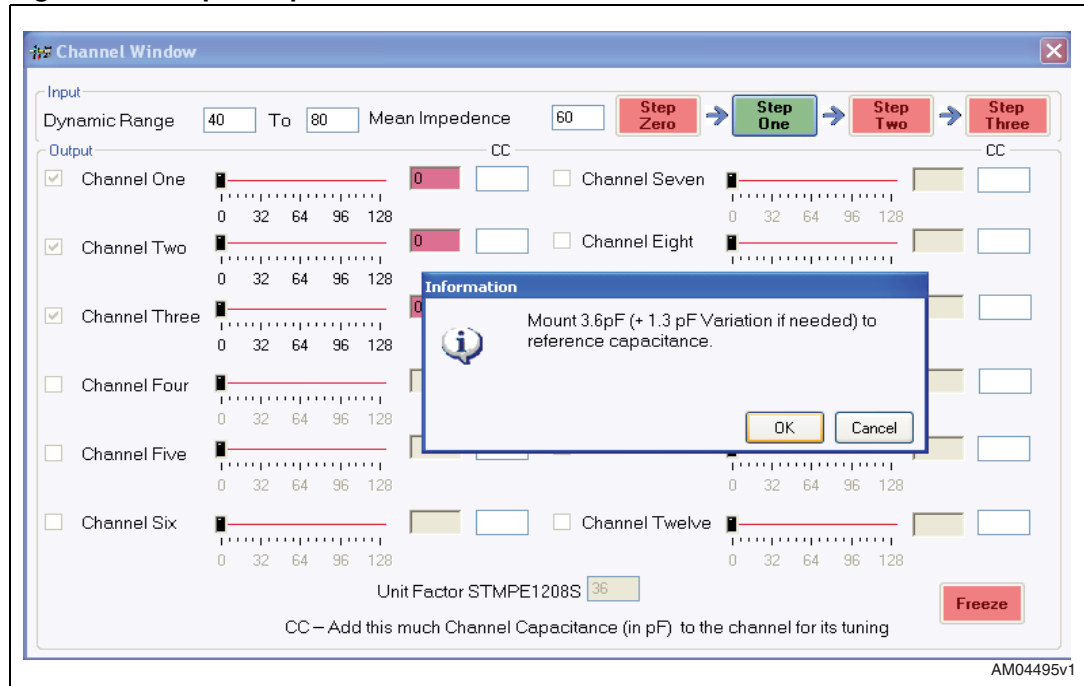 Channel Window
Input
Dynamic Range 40 To 80 Mean Impedence 60 Step Zero Step One Step Two Step Three
Output CC CC
Channel One 0 Channel Seven
0 32 64 96 128 0 32 64 96 128
Channel Two 0 Channel Eight
0 32 64 96 128
Information
Channel Three 0
0 32 64 96 128
Mount 3.6pF (+ 1.3 pF Variation if needed) to
reference capacitance.
OK Cancel
Channel Four
0 32 64 96 128
Channel Five
0 32 64 96 128 0 32 64 96 128
Channel Six Channel Twelve
0 32 64 96 128 0 32 64 96 128
Unit Factor STMPE1208S 36
Freeze
CC – Add this much Channel Capacitance (in pF) to the channel for its tuning
AM04495v1